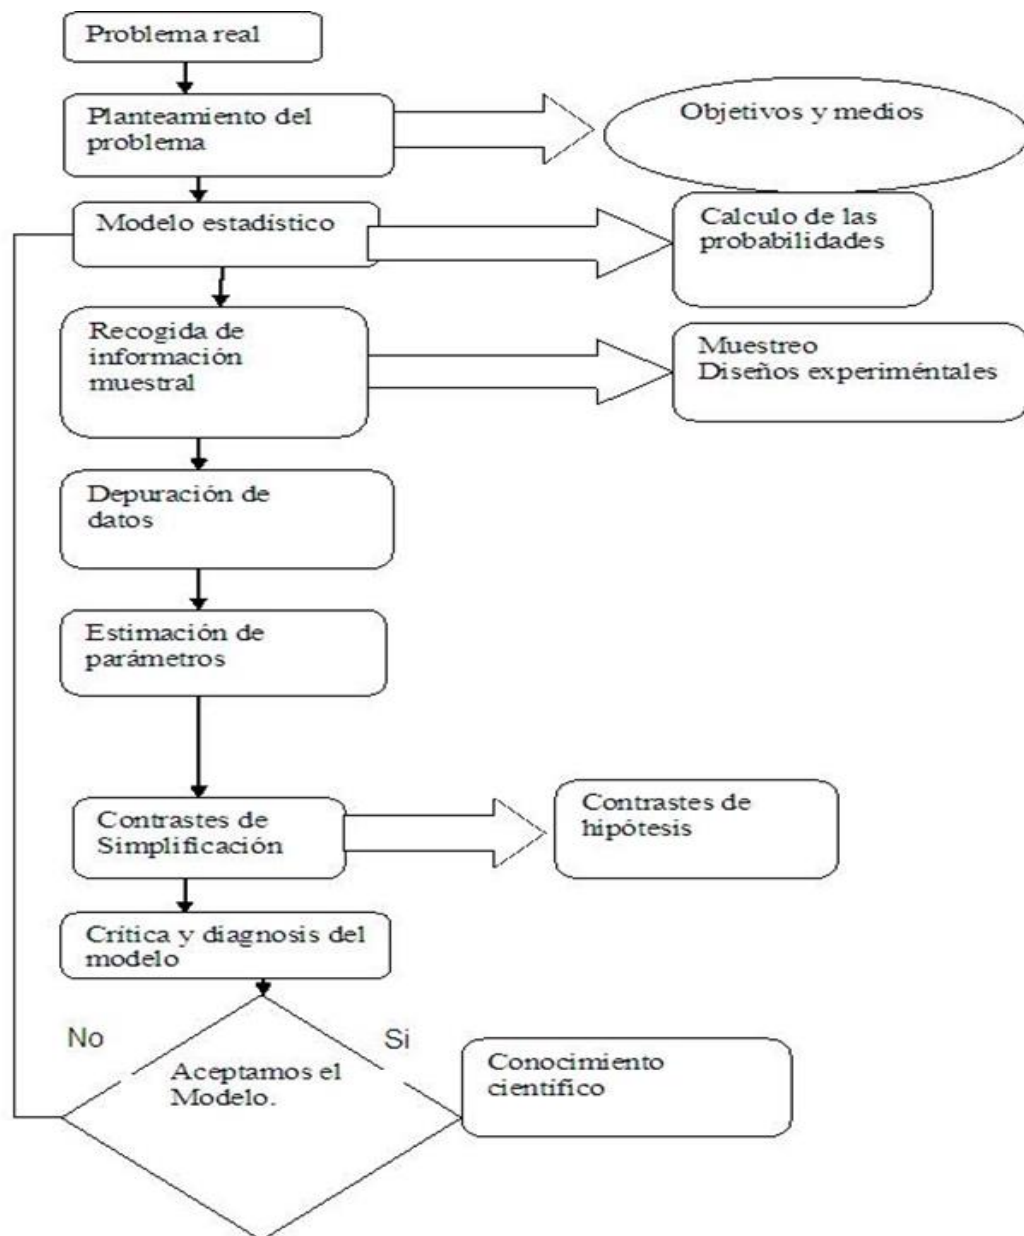 Problema real
Planteamiento del
problema
Objetivos y medios
Modelo estadístico
Calculo de las
probabilidades
Recogida de
información
muestral
Muestreo
Diseños experiméntales
Depuración de
datos
Estimación de
parámetros
Contrastes de
Simplificación
Contrastes de
hipótesis
Crítica y diagnosis del
modelo
No
Si
Aceptamos el
Modelo.
Conocimiento
científico